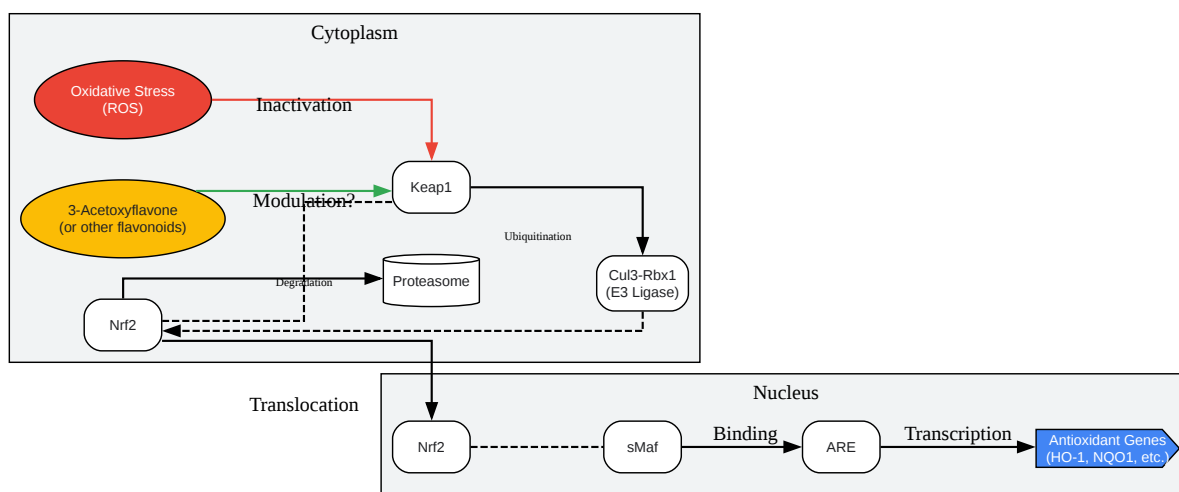 Cytoplasm
Oxidative Stress
(ROS)
Inactivation
Keap1
3-Acetoxyflavone
(or other flavonoids)
Modulation?
Ubiquitination
Cul3-Rbx1
(E3 Ligase)
Proteasome
Degradation
Nrf2
Translocation
Nucleus
Nrf2
sMaf
Binding
ARE
Transcription
Antioxidant Genes
(HO-1, NQO1, etc.)